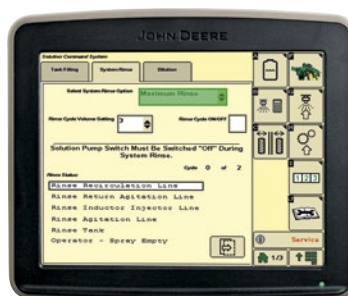 JOHN DEERE
Solution Command System
Tank Filling System Rinse Dilution
Select System Rinse Option Maximum Rinse
Rinse Cycle Volume Setting 3 Rinse Cycle ON/OFF
Solution Pump Switch Must Be Switched "Off" During
System Rinse.
Cycle 0 of 2
Rinse Status
Rinse Recirculation Line
Rinse Return Agitation Line
Rinse Inductor Injector Line
Rinse Agitation Line
Rinse Tank
Operator - Spray Empty
123
Service
1/3